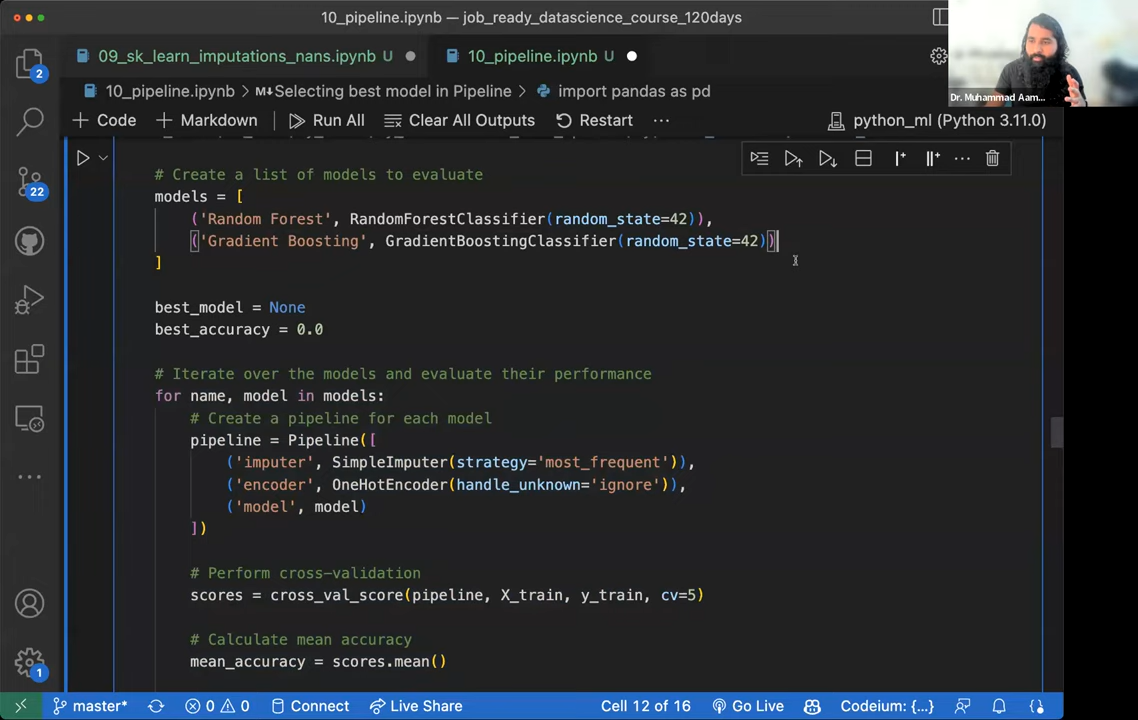 10_pipeline.ipynb — job_ready_datascience_course_120days
09_sk_learn_imputations_nans.ipynb U
10_pipeline.ipynb U
Dr. Muhammad Aam...
10_pipeline.ipynb > M↓Selecting best model in Pipeline > import pandas as pd
+ Code + Markdown Run All Clear All Outputs Restart ... python_ml (Python 3.11.0)
2
22
1
# Create a list of models to evaluate
models = [
('Random Forest', RandomForestClassifier(random_state=42)),
('Gradient Boosting', GradientBoostingClassifier(random_state=42))
]
best_model = None
best_accuracy = 0.0
# Iterate over the models and evaluate their performance
for name, model in models:
# Create a pipeline for each model
pipeline = Pipeline([
('imputer', SimpleImputer(strategy='most_frequent')),
('encoder', OneHotEncoder(handle_unknown='ignore')),
('model', model)
])
# Perform cross-validation
scores = cross_val_score(pipeline, X_train, y_train, cv=5)
# Calculate mean accuracy
mean_accuracy = scores.mean()
master* 0 0 Connect Live Share Cell 12 of 16 Go Live Codeium: {...}